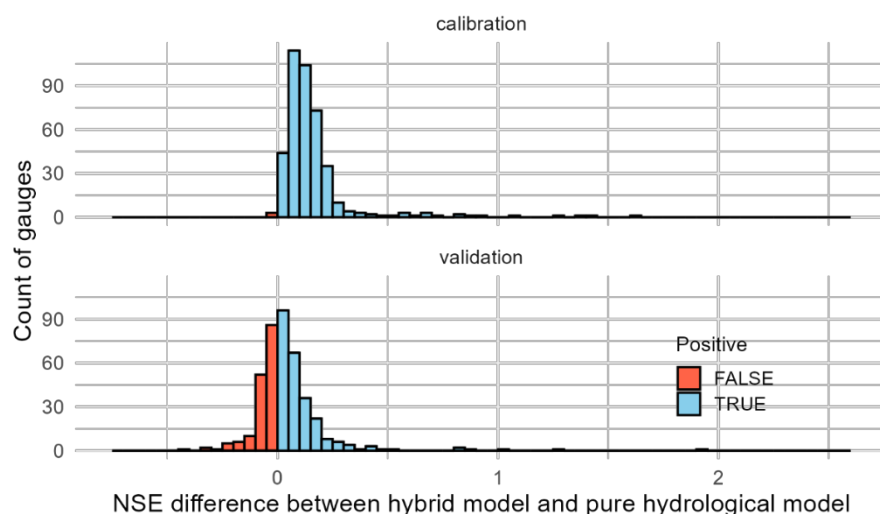 calibration
90
60
30
0
validation
90
60
30
0
Count of gauges
Positive
FALSE
TRUE
0 1 2
NSE difference between hybrid model and pure hydrological model